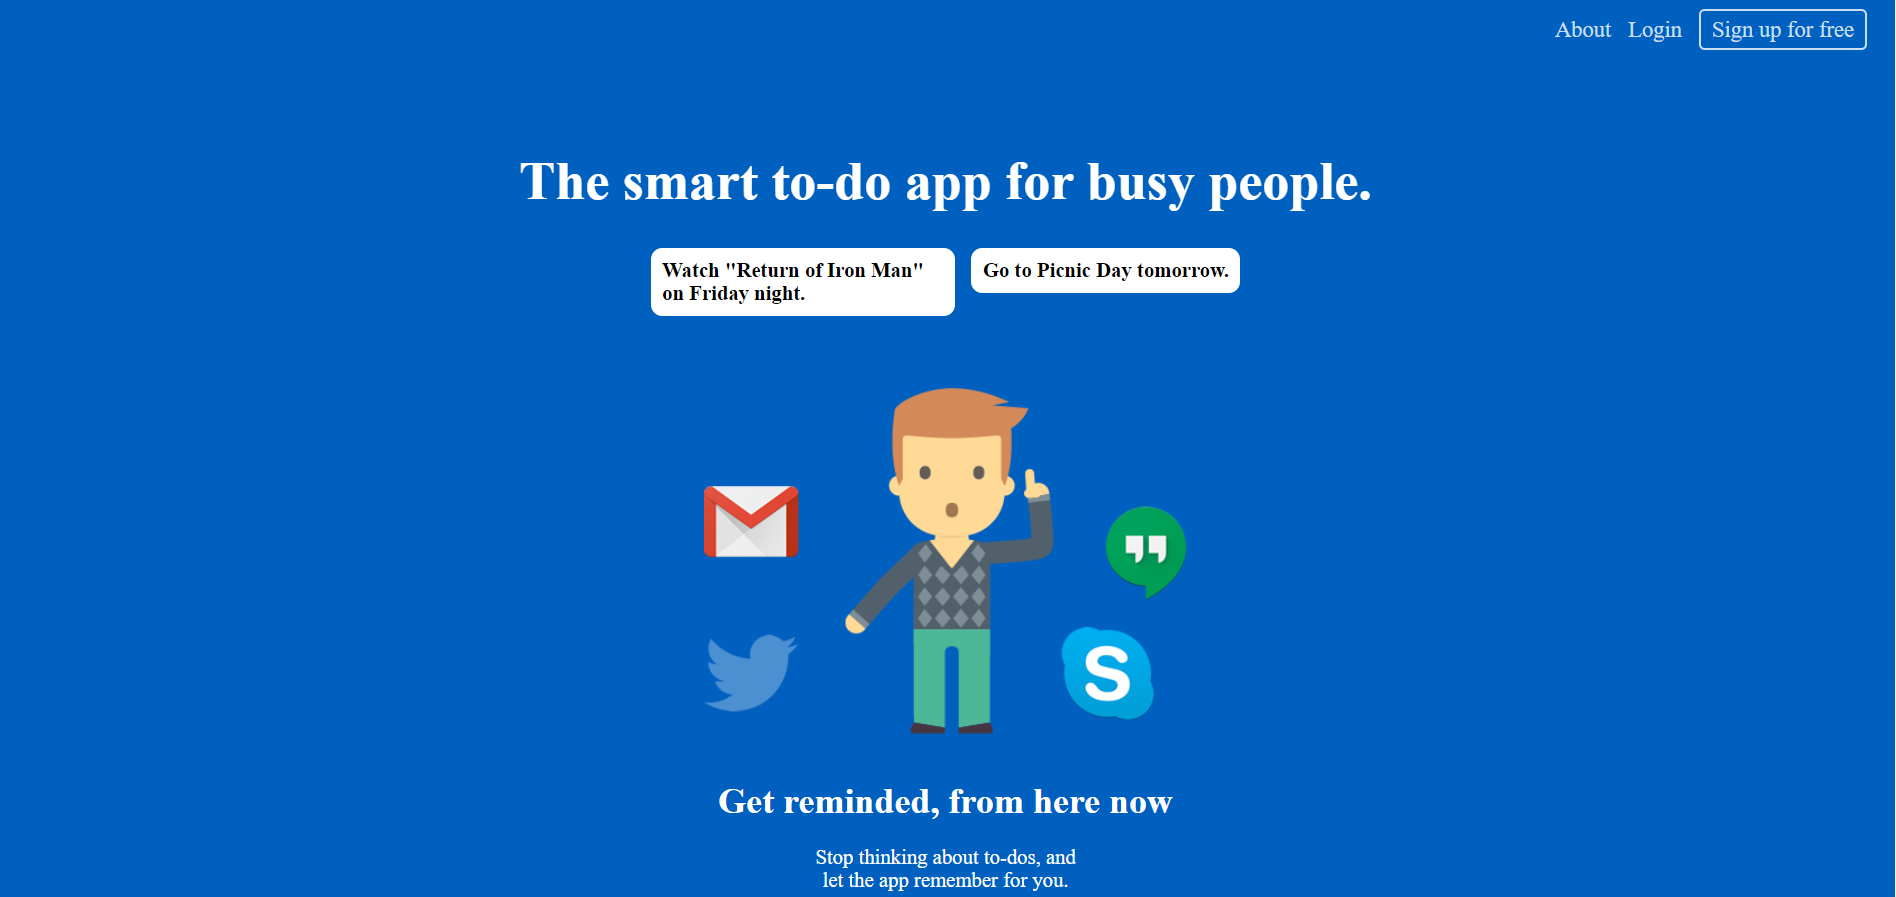 About Login Sign up for free
The smart to-do app for busy people.
Watch "Return of Iron Man"
on Friday night.
Go to Picnic Day tomorrow.
S
Get reminded, from here now
Stop thinking about to-dos, and
let the app remember for you.